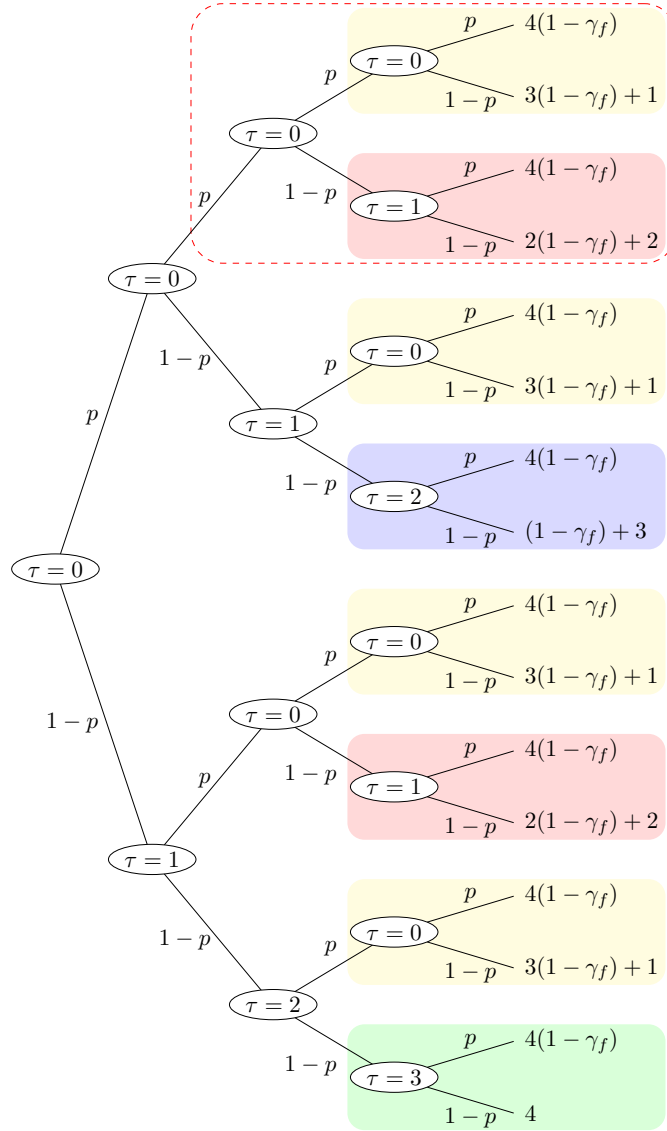 p 4(1 − γ_f)
τ = 0
p
1 − p 3(1 − γ_f) + 1
τ = 0
p 4(1 − γ_f)
1 − p
p
τ = 1
1 − p 2(1 − γ_f) + 2
τ = 0
p 4(1 − γ_f)
τ = 0
1 − p
p
1 − p 3(1 − γ_f) + 1
p
τ = 1
p 4(1 − γ_f)
1 − p
τ = 2
1 − p (1 − γ_f) + 3
τ = 0
p 4(1 − γ_f)
τ = 0
p
1 − p 3(1 − γ_f) + 1
τ = 0
1 − p
p 4(1 − γ_f)
1 − p
p
τ = 1
1 − p 2(1 − γ_f) + 2
τ = 1
p 4(1 − γ_f)
τ = 0
1 − p
p
1 − p 3(1 − γ_f) + 1
τ = 2
p 4(1 − γ_f)
1 − p
τ = 3
1 − p 4